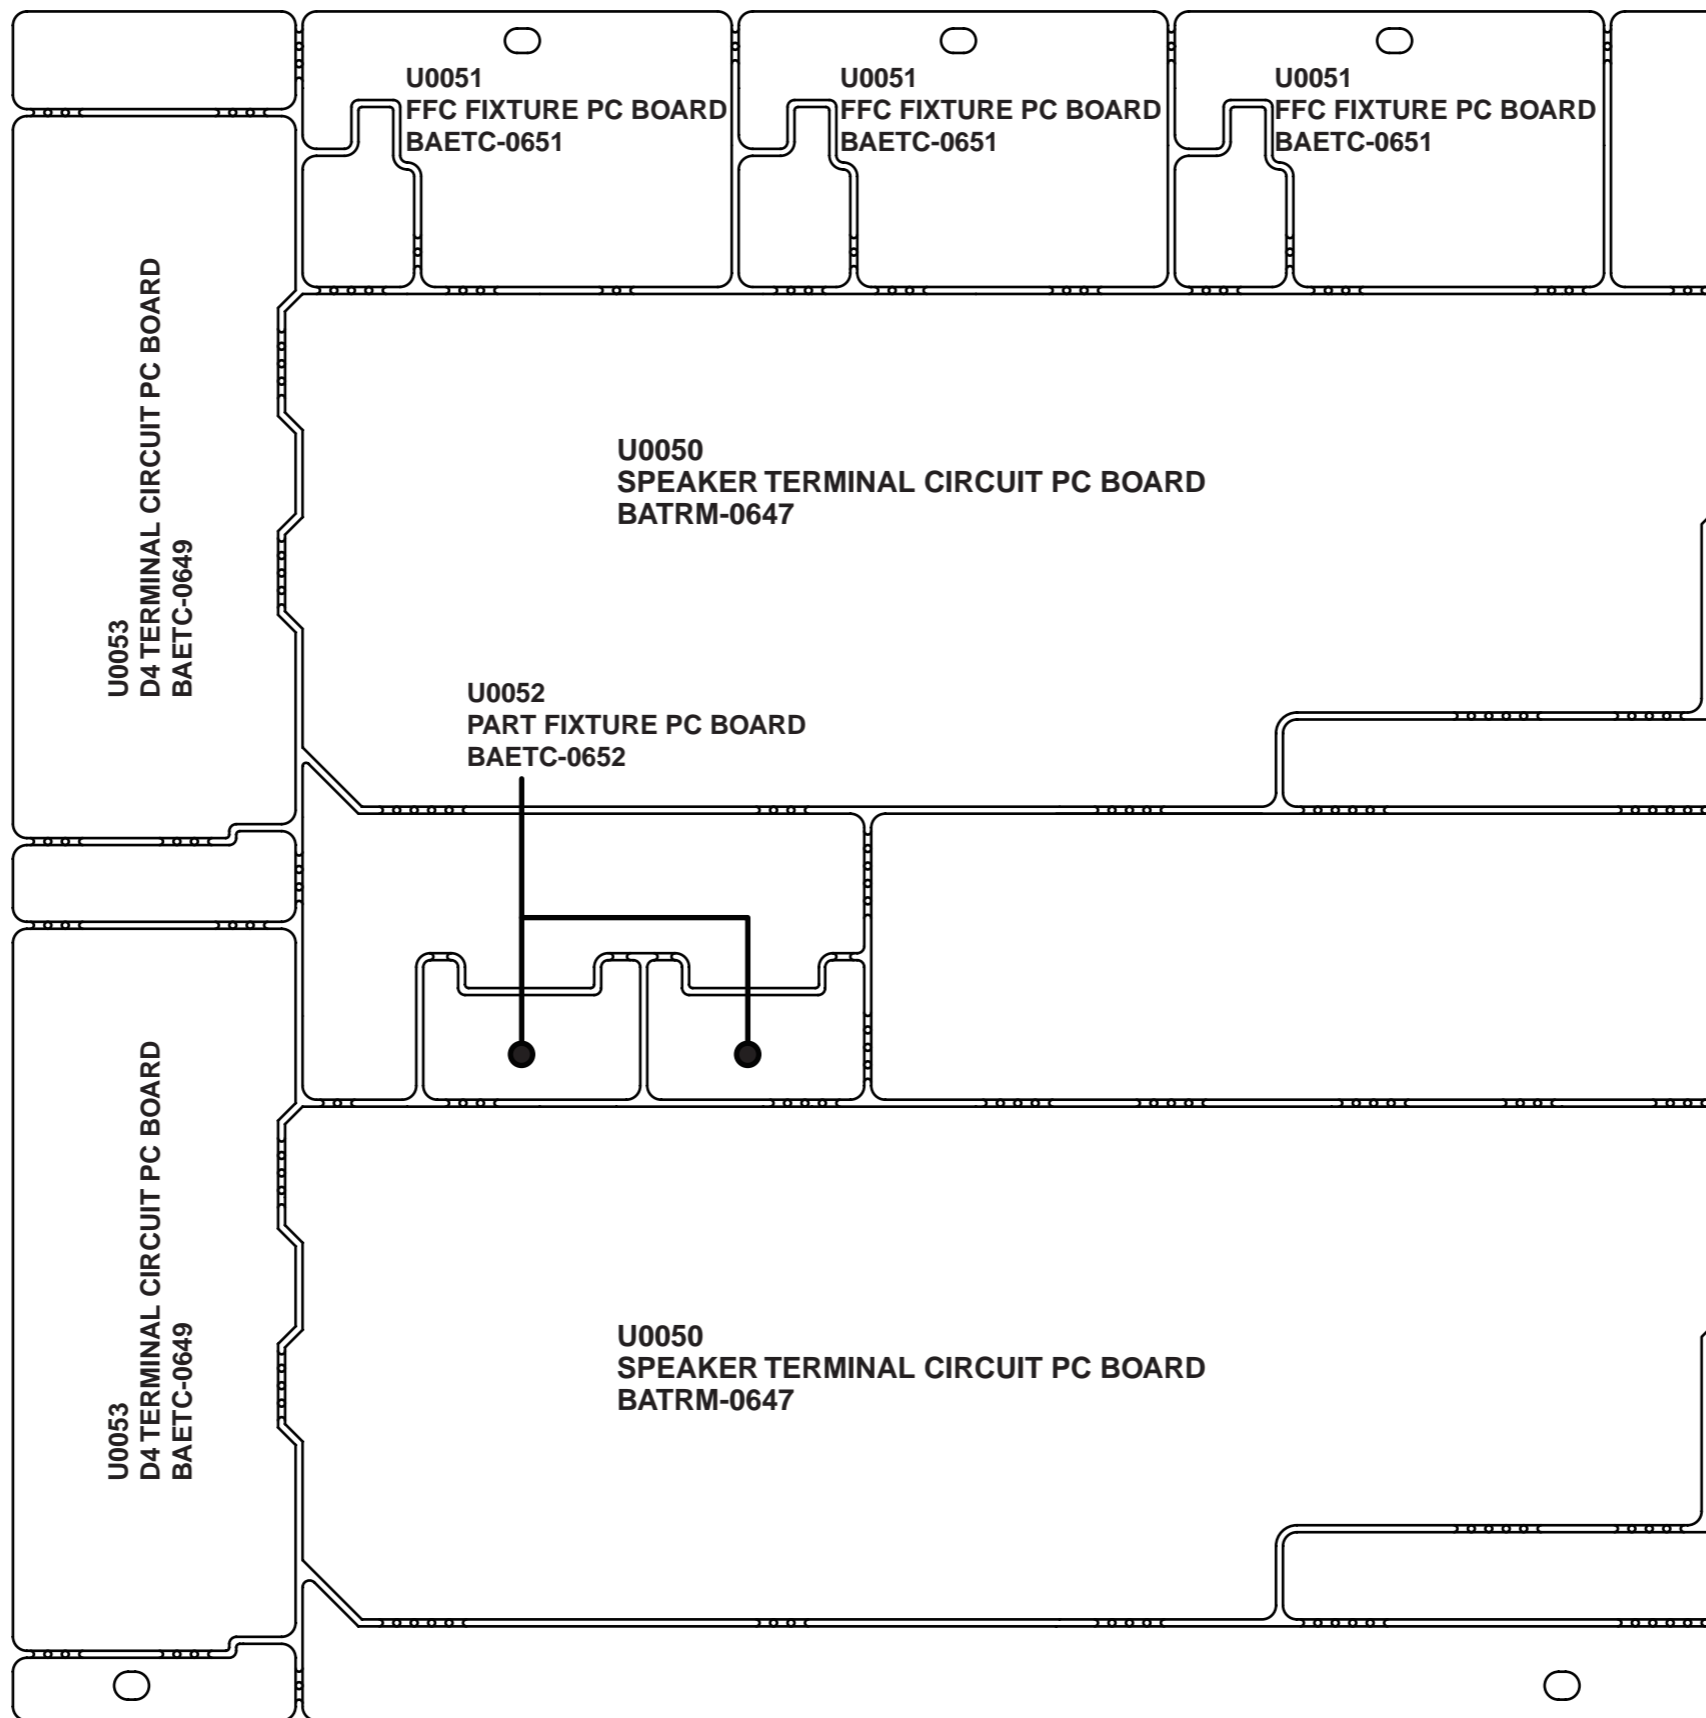 U0051
FFC FIXTURE PC BOARD
BAETC-0651
U0051
FFC FIXTURE PC BOARD
BAETC-0651
U0051
FFC FIXTURE PC BOARD
BAETC-0651
U0053
D4 TERMINAL CIRCUIT PC BOARD
BAETC-0649
U0050
SPEAKER TERMINAL CIRCUIT PC BOARD
BATRM-0647
U0052
PART FIXTURE PC BOARD
BAETC-0652
U0053
D4 TERMINAL CIRCUIT PC BOARD
BAETC-0649
U0050
SPEAKER TERMINAL CIRCUIT PC BOARD
BATRM-0647